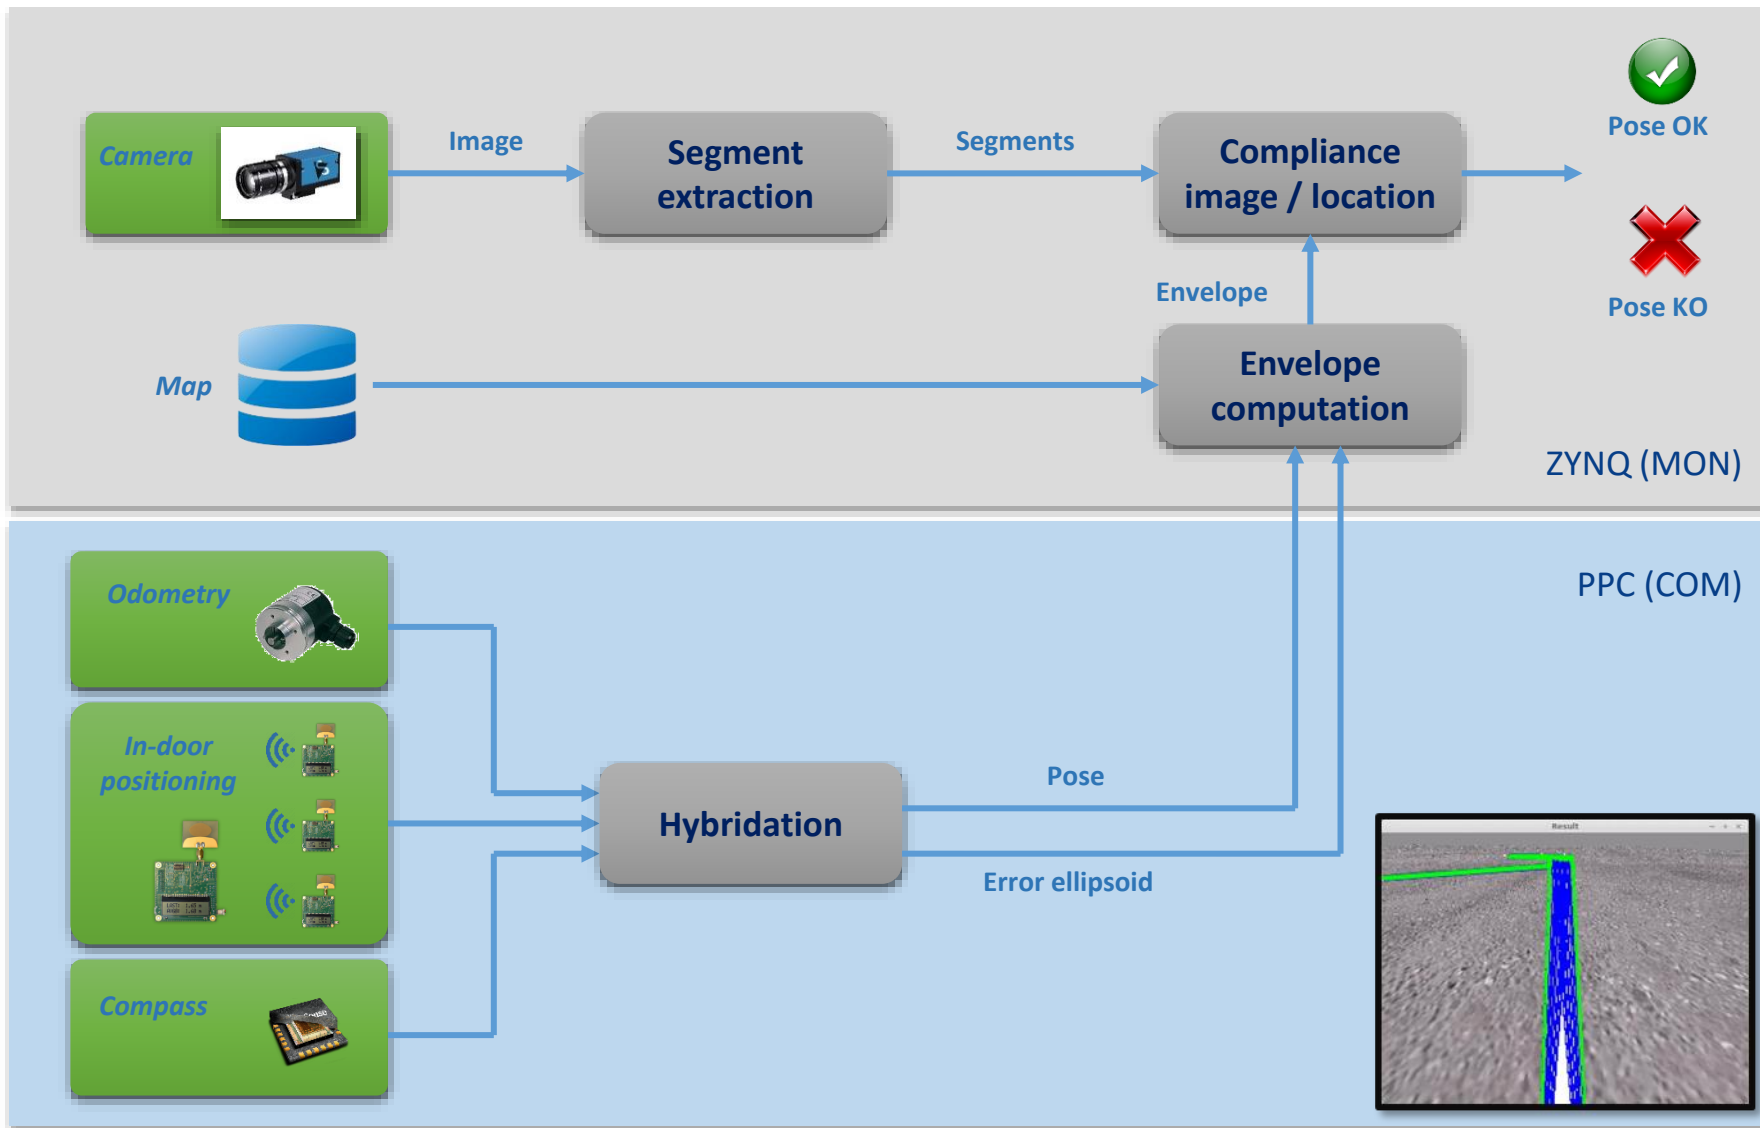 Camera
Image
Segment
extraction
Segments
Compliance
image / location
Pose OK
Pose KO
Envelope
Map
Envelope
computation
ZYNQ (MON)
PPC (COM)
Odometry
In-door
positioning
Hybridation
Pose
Error ellipsoid
Compass
Result